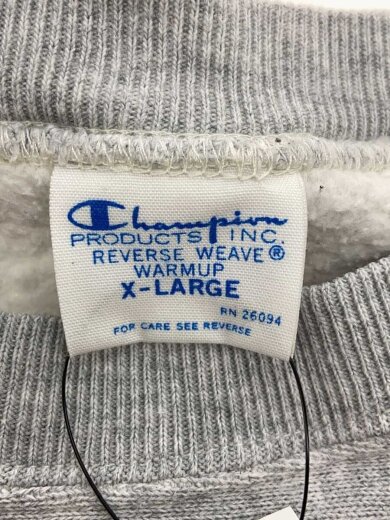 Champion
PRODUCTS INC.
REVERSE WEAVE®
WARMUP
X-LARGE
RN 26094
FOR CARE SEE REVERSE